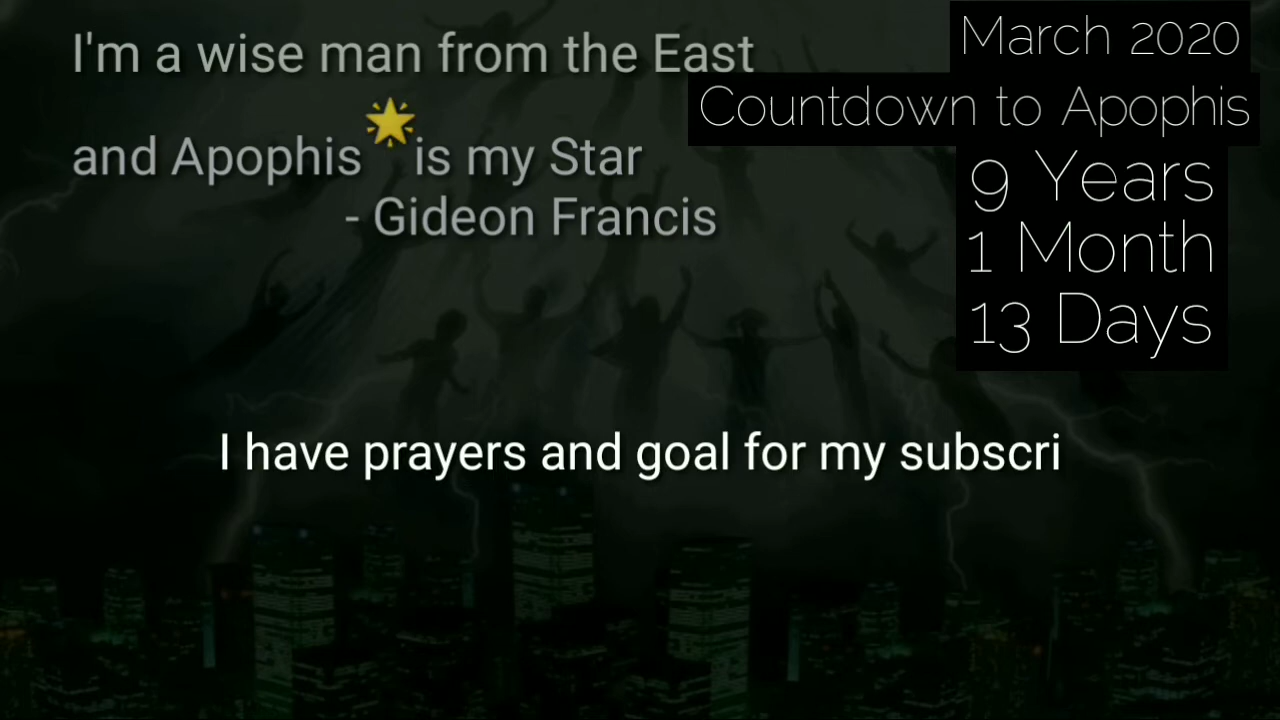 I'm a wise man from the East
and Apophis🌟is my Star
- Gideon Francis
March 2020
Countdown to Apophis
9 Years
1 Month
13 Days
I have prayers and goal for my subscri